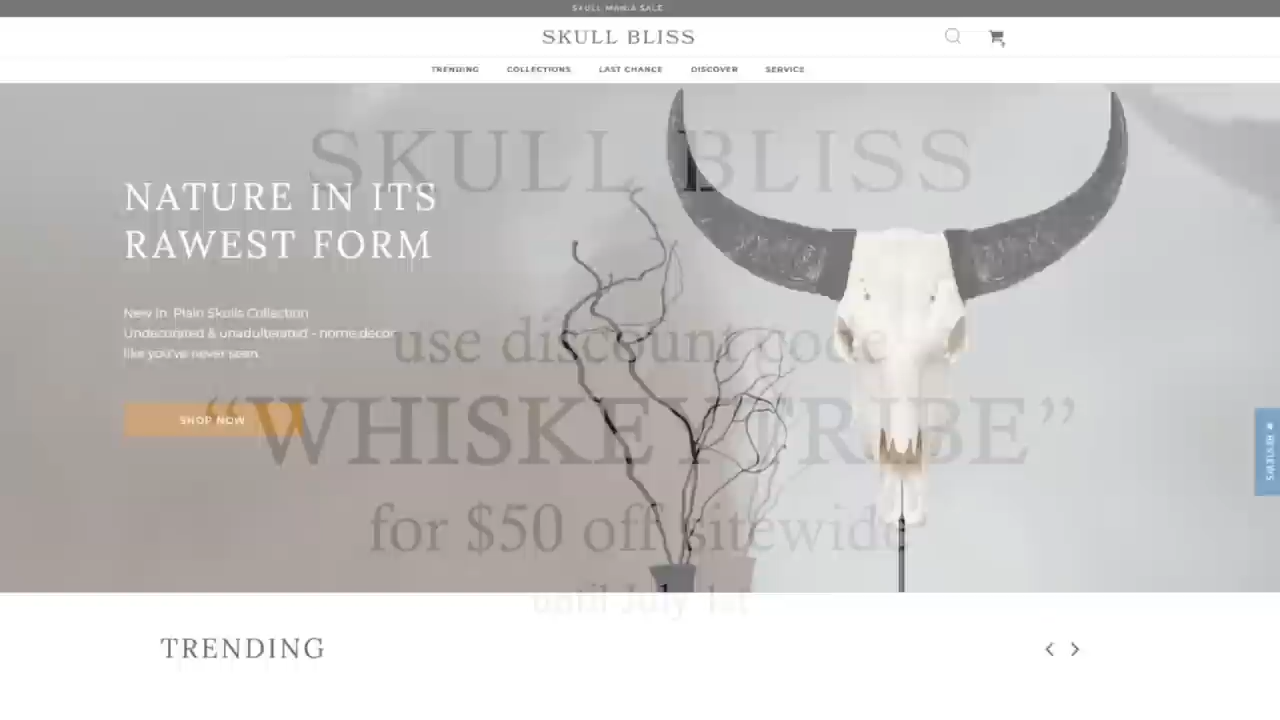 SKULL MANIA SALE
SKULL BLISS
TRENDING COLLECTIONS LAST CHANCE DISCOVER SERVICE
SKULL BLISS
NATURE IN ITS
RAWEST FORM
New In: Plain Skulls Collection
Undecorated & unadulterated - home decor
like you've never seen.
use discount code
SHOP NOW
“WHISKEYTRIBE”
for $50 off sitewide
until July 1st
★ REVIEWS
TRENDING